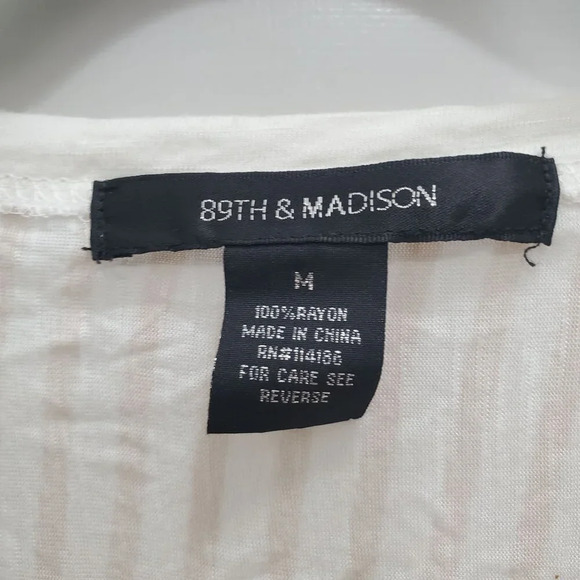 89TH & MADISON
M
100%RAYON
MADE IN CHINA
RN#114186
FOR CARE SEE
REVERSE